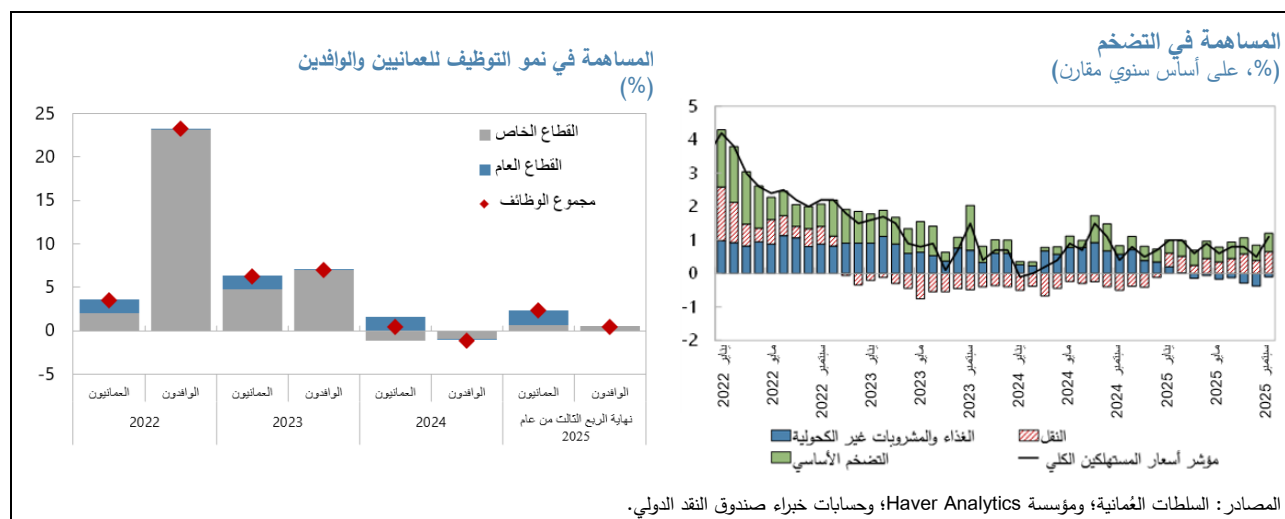 المساهمة في التضخم
(%، على أساس سنوي مقارن)
5
4
3
2
1
0
-1
-2
يناير 2022
مايو 2022
سبتمبر 2022
يناير 2023
مايو 2023
سبتمبر 2023
يناير 2024
مايو 2024
سبتمبر 2024
يناير 2025
مايو 2025
سبتمبر 2025
الغذاء والمشروبات غير الكحولية
النقل
التضخم الأساسي
مؤشر أسعار المستهلكين الكلي
المساهمة في نمو التوظيف للعمانيين والوافدين
(%)
25
20
15
10
5
0
-5
القطاع الخاص
القطاع العام
مجموع الوظائف
العمانيون
الوافدون
العمانيون
الوافدون
العمانيون
الوافدون
العمانيون
الوافدون
2022
2023
2024
نهاية الربع الثالث من عام
2025
المصادر: السلطات العُمانية؛ ومؤسسة Haver Analytics؛ وحسابات خبراء صندوق النقد الدولي.